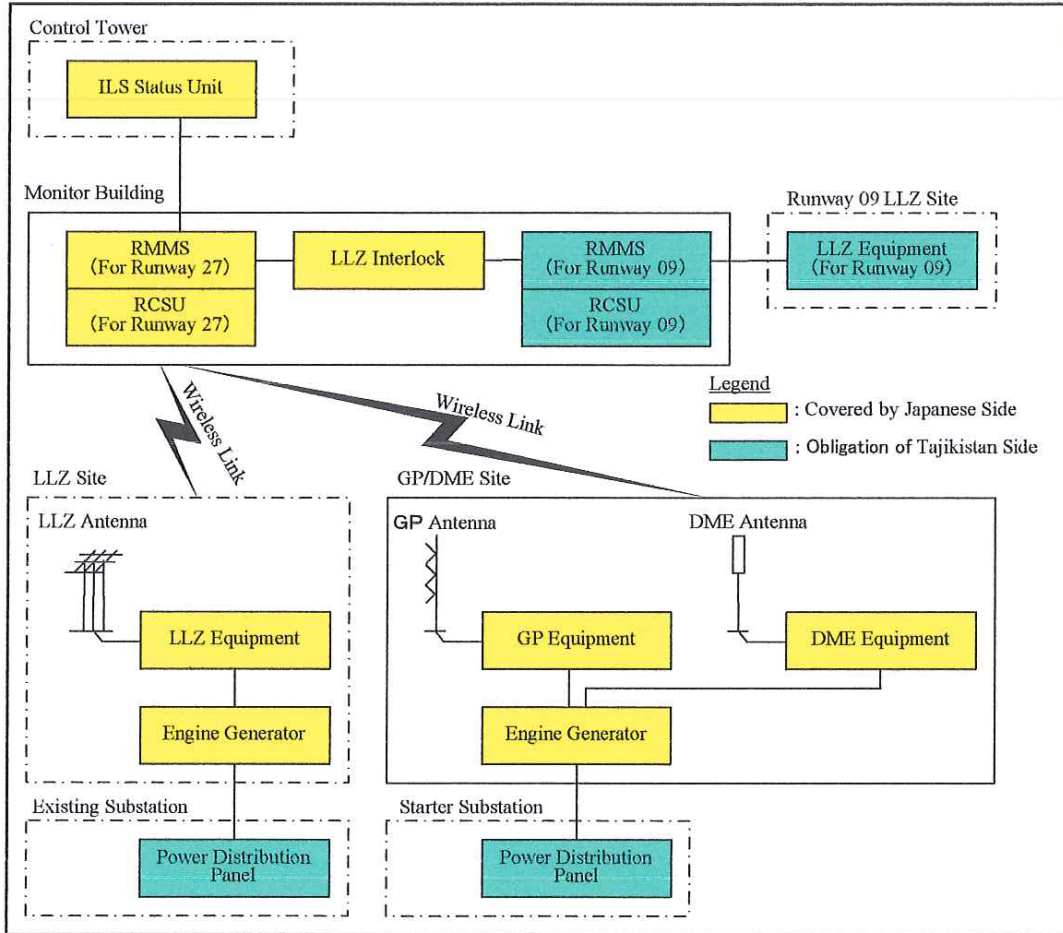 Control Tower
ILS Status Unit
Monitor Building
RMMS
(For Runway 27)
RCSU
(For Runway 27)
LLZ Interlock
RMMS
(For Runway 09)
RCSU
(For Runway 09)
Runway 09 LLZ Site
LLZ Equipment
(For Runway 09)
Wireless Link
Wireless Link
Legend
: Covered by Japanese Side
: Obligation of Tajikistan Side
LLZ Site
LLZ Antenna
LLZ Equipment
Engine Generator
GP/DME Site
GP Antenna
DME Antenna
GP Equipment
DME Equipment
Engine Generator
Existing Substation
Power Distribution
Panel
Starter Substation
Power Distribution
Panel